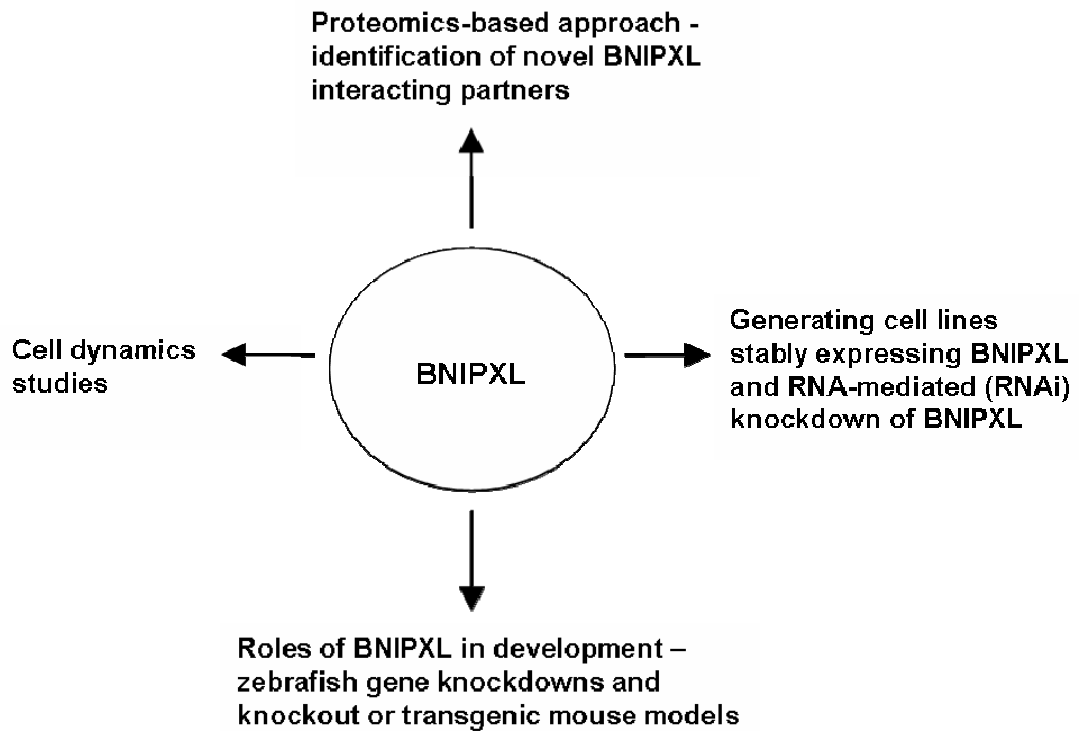 Proteomics-based approach -
identification of novel BNIPXL
interacting partners
Cell dynamics
studies
BNIPXL
Generating cell lines
stably expressing BNIPXL
and RNA-mediated (RNAi)
knockdown of BNIPXL
Roles of BNIPXL in development –
zebrafish gene knockdowns and
knockout or transgenic mouse models